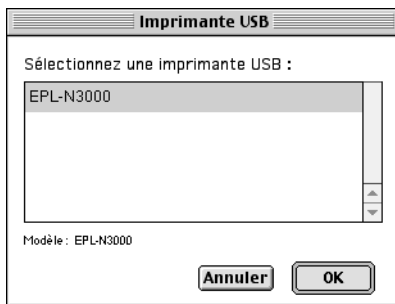 Imprimante USB
Sélectionnez une imprimante USB :
EPL-N3000
Modèle : EPL-N3000
Annuler
OK